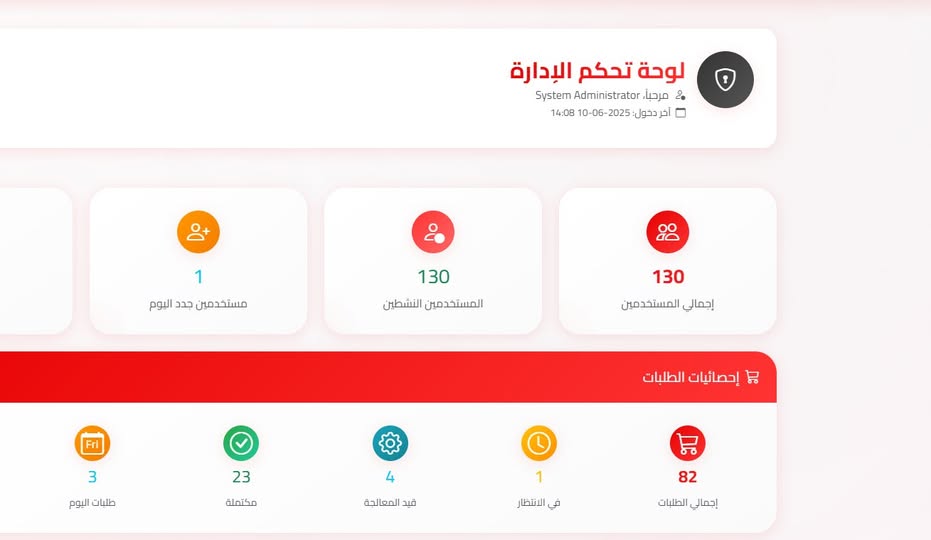 لوحة تحكم الإدارة
مرحباً، System Administrator
آخر دخول: 2025-06-10 14:08
130
إجمالي المستخدمين
130
المستخدمين النشطين
1
مستخدمين جدد اليوم
إحصائيات الطلبات
82
إجمالي الطلبات
1
في الانتظار
4
قيد المعالجة
23
مكتملة
Fri
3
طلبات اليوم